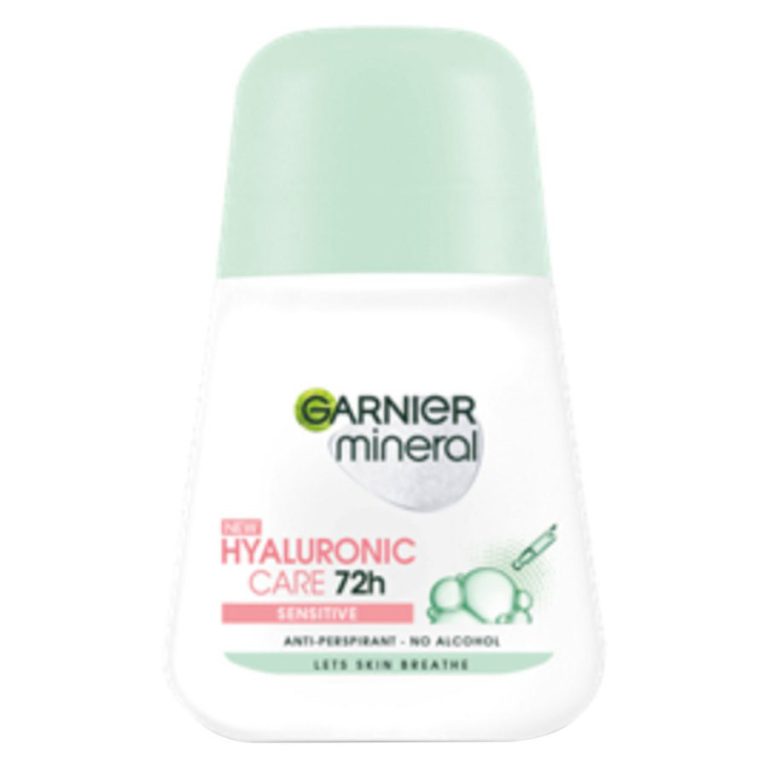 GARNIER
mineral
NEW
HYALURONIC
CARE 72h
SENSITIVE
ANTI-PERSPIRANT - NO ALCOHOL
LETS SKIN BREATHE